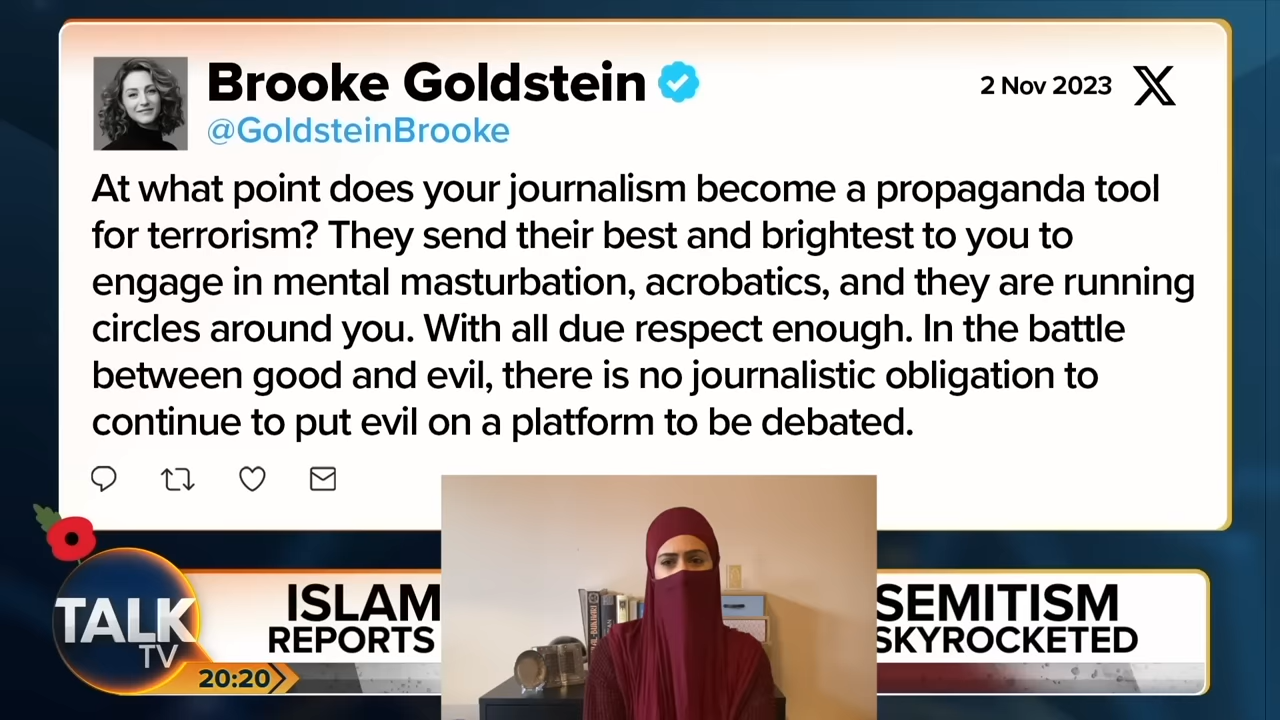 Brooke Goldstein
2 Nov 2023
@GoldsteinBrooke
At what point does your journalism become a propaganda tool
for terrorism? They send their best and brightest to you to
engage in mental masturbation, acrobatics, and they are running
circles around you. With all due respect enough. In the battle
between good and evil, there is no journalistic obligation to
continue to put evil on a platform to be debated.
ISLAM
SEMITISM
REPORTS
SKYROCKETED
TALK
TV
20:20